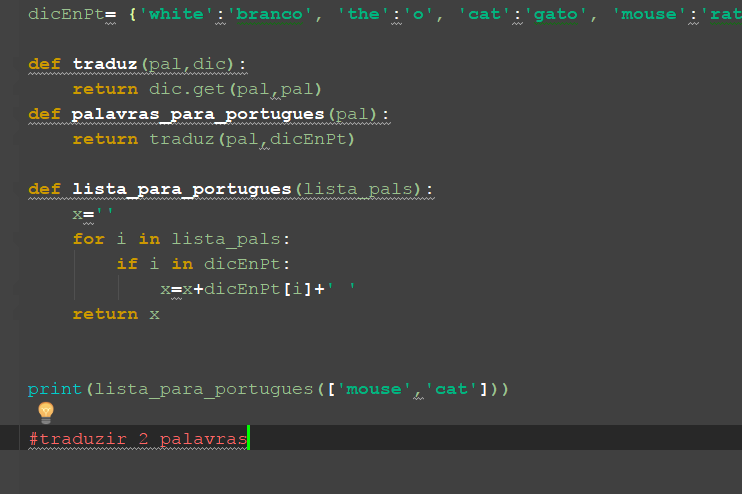 dicEnPt= {'white':'branco', 'the':'o', 'cat':'gato', 'mouse':'rat
def traduz(pal,dic):
    return dic.get(pal,pal)
def palavras_para_portugues(pal):
    return traduz(pal,dicEnPt)
def lista_para_portugues(lista_pals):
    x=''
    for i in lista_pals:
        if i in dicEnPt:
            x=x+dicEnPt[i]+' '
    return x
print(lista_para_portugues(['mouse','cat']))
#traduzir 2 palavras